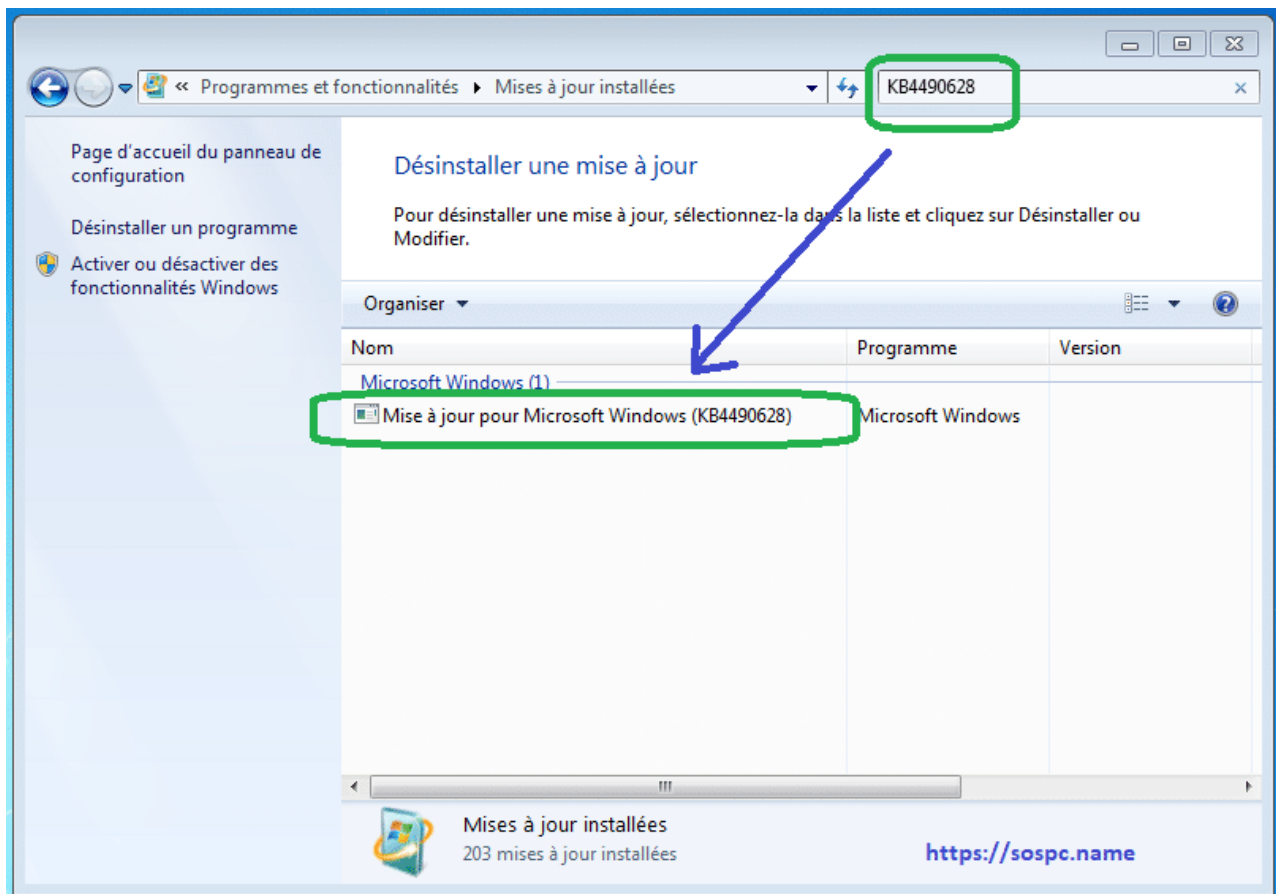 « Programmes et fonctionnalités ▸ Mises à jour installées
KB4490628
Page d'accueil du panneau de
configuration
Désinstaller un programme
Activer ou désactiver des
fonctionnalités Windows
Désinstaller une mise à jour
Pour désinstaller une mise à jour, sélectionnez-la dans la liste et cliquez sur Désinstaller ou
Modifier.
Organiser
Nom Programme Version
Microsoft Windows (1)
Mise à jour pour Microsoft Windows (KB4490628) Microsoft Windows
Mises à jour installées
203 mises à jour installées
https://sospc.name